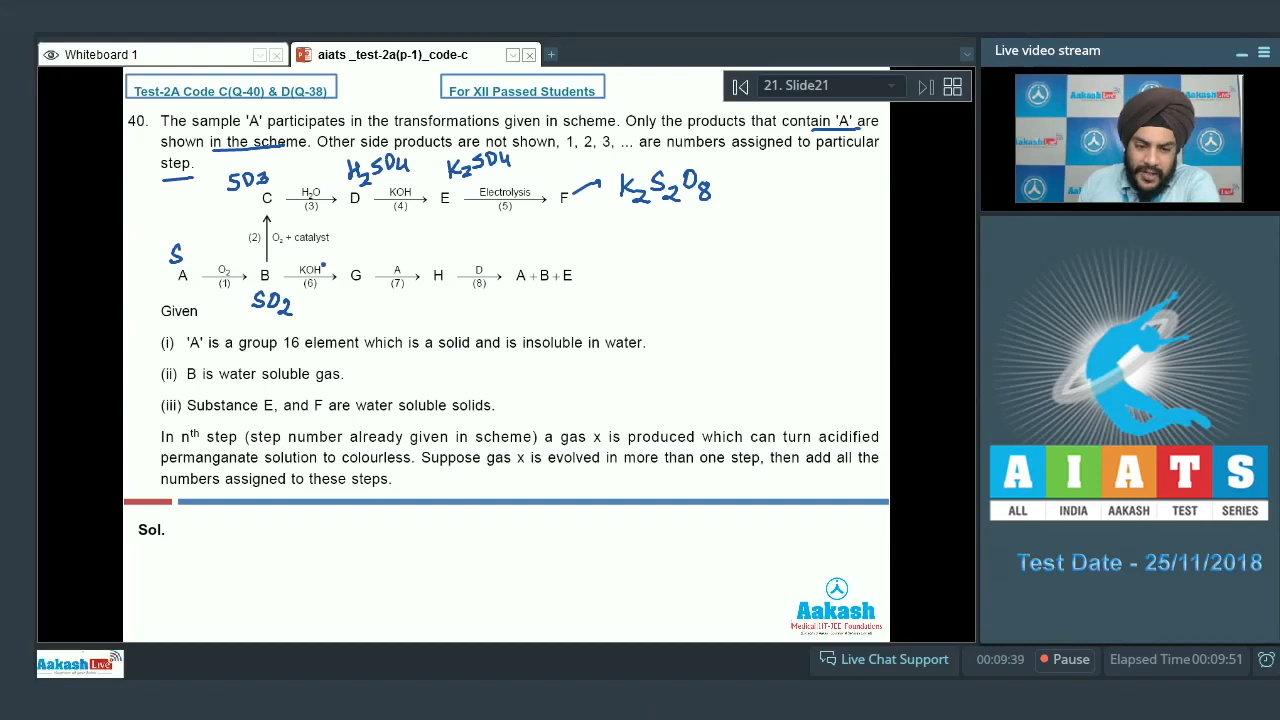 Whiteboard 1
aiats _test-2a(p-1)_code-c
Live video stream
Test-2A Code C(Q-40) & D(Q-38)
For XII Passed Students
21. Slide21
40. The sample 'A' participates in the transformations given in scheme. Only the products that contain 'A' are
shown in the scheme. Other side products are not shown, 1, 2, 3, ... are numbers assigned to particular
step.
SO3 H2SO4 K2SO4
C H₂O (3) D KOH (4) E Electrolysis (5) F K2S2O8
(2) O₂ + catalyst
S
A O₂ (1) B KOH (6) G A (7) H D (8) A + B + E
SO2
Given
(i) 'A' is a group 16 element which is a solid and is insoluble in water.
(ii) B is water soluble gas.
(iii) Substance E, and F are water soluble solids.
In nth step (step number already given in scheme) a gas x is produced which can turn acidified
permanganate solution to colourless. Suppose gas x is evolved in more than one step, then add all the
numbers assigned to these steps.
Sol.
Aakash
Medical|IIT-JEE|Foundations
AIATS
ALL INDIA AAKASH TEST SERIES
Test Date - 25/11/2018
Aakash Live
Live Chat Support
00:09:39
Pause
Elapsed Time 00:09:51